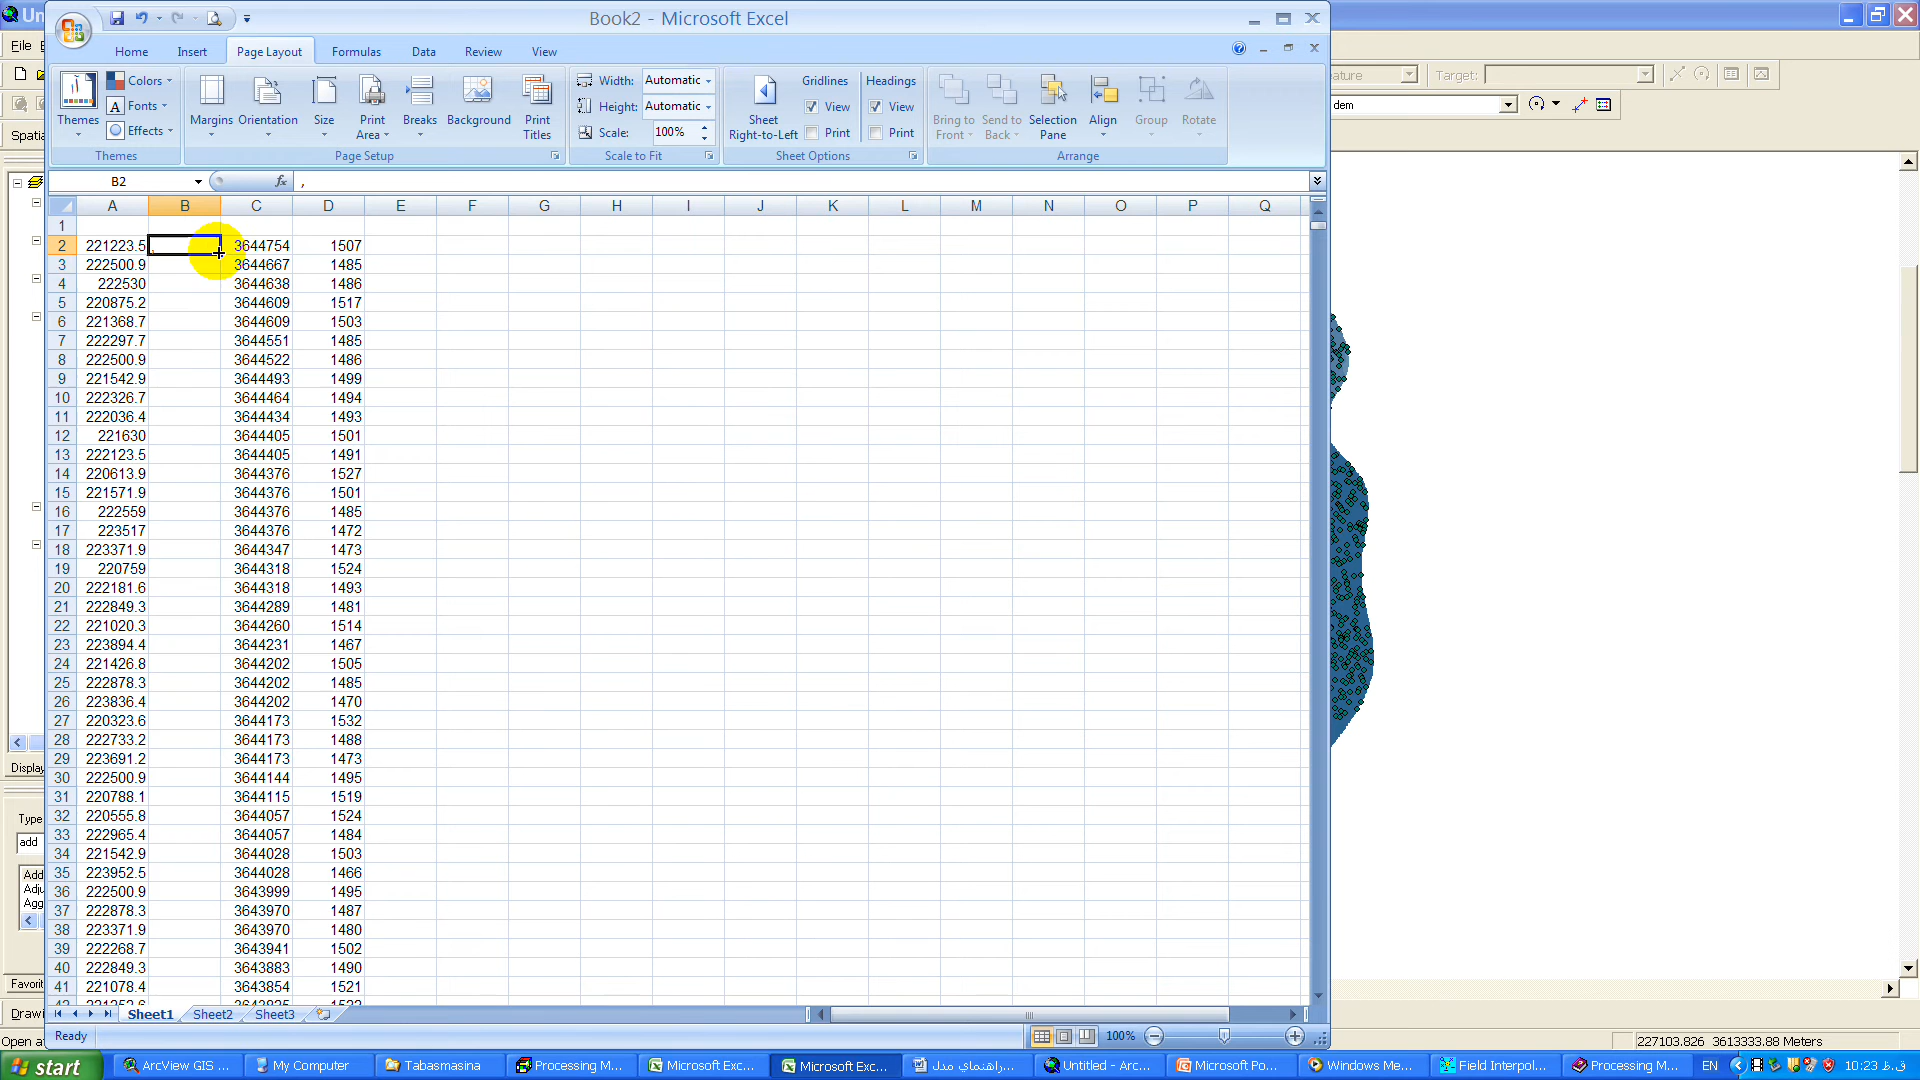 Book2 - Microsoft Excel
Home Insert Page Layout Formulas Data Review View
Themes Colors Fonts Effects
Themes
Margins Orientation Size Print Area Breaks Background Print Titles
Page Setup
Width: Automatic
Height: Automatic
Scale: 100%
Scale to Fit
Sheet Right-to-Left
Gridlines Headings
View View
Print Print
Sheet Options
Bring to Front Send to Back Selection Pane Align Group Rotate
Arrange
File
Target:
dem
B2 fx ,
A B C D E F G H I J K L M N O P Q
1
2 221223.5 3644754 1507
3 222500.9 3644667 1485
4 222530 3644638 1486
5 220875.2 3644609 1517
6 221368.7 3644609 1503
7 222297.7 3644551 1485
8 222500.9 3644522 1486
9 221542.9 3644493 1499
10 222326.7 3644464 1494
11 222036.4 3644434 1493
12 221630 3644405 1501
13 222123.5 3644405 1491
14 220613.9 3644376 1527
15 221571.9 3644376 1501
16 222559 3644376 1485
17 223517 3644376 1472
18 223371.9 3644347 1473
19 220759 3644318 1524
20 222181.6 3644318 1493
21 222849.3 3644289 1481
22 221020.3 3644260 1514
23 223894.4 3644231 1467
24 221426.8 3644202 1505
25 222878.3 3644202 1485
26 223836.4 3644202 1470
27 220323.6 3644173 1532
28 222733.2 3644173 1488
29 223691.2 3644173 1473
30 222500.9 3644144 1495
31 220788.1 3644115 1519
32 220555.8 3644057 1524
33 222965.4 3644057 1484
34 221542.9 3644028 1503
35 223952.5 3644028 1466
36 222500.9 3643999 1495
37 222878.3 3643970 1487
38 223371.9 3643970 1480
39 222268.7 3643941 1502
40 222849.3 3643883 1490
41 221078.4 3643854 1521
Display
Type
add
Add
Sheet1 Sheet2 Sheet3
Ready 100%
227103.826 3613333.88 Meters
start ArcView GIS ... My Computer Tabasmasina Processing M... Microsoft Exc... Microsoft Exc... راهنماي مدل... Untitled - Arc... Microsoft Po... Windows Me... Field Interpol... Processing M... EN 10:23 ق.ظ